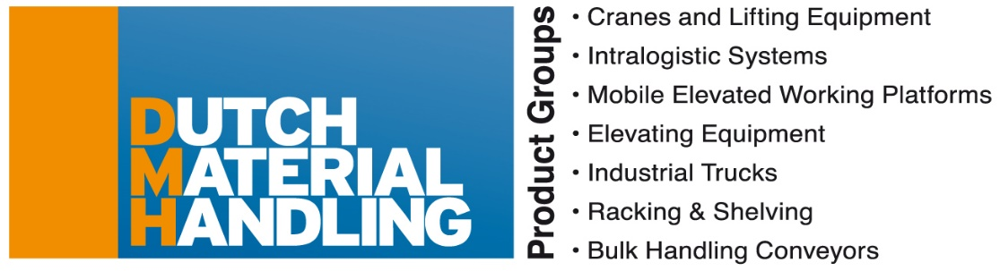 DUTCH
MATERIAL
HANDLING
Product Groups
• Cranes and Lifting Equipment
• Intralogistic Systems
• Mobile Elevated Working Platforms
• Elevating Equipment
• Industrial Trucks
• Racking & Shelving
• Bulk Handling Conveyors